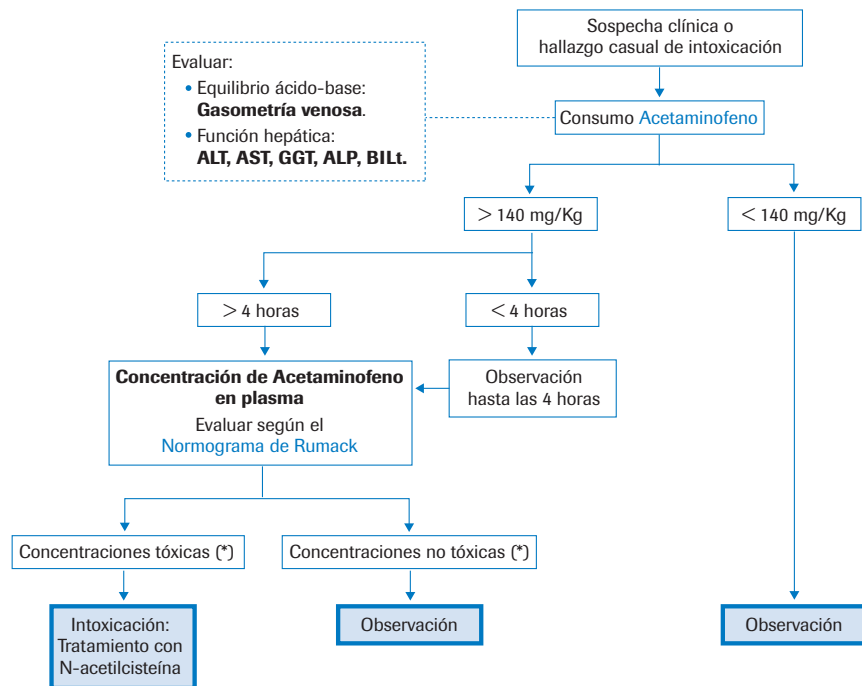 Sospecha clínica o
hallazgo casual de intoxicación
Evaluar:
• Equilibrio ácido-base:
Gasometría venosa.
• Función hepática:
ALT, AST, GGT, ALP, BILt.
Consumo Acetaminofeno
> 140 mg/Kg
< 140 mg/Kg
> 4 horas
< 4 horas
Concentración de Acetaminofeno
en plasma
Evaluar según el
Normograma de Rumack
Observación
hasta las 4 horas
Concentraciones tóxicas (*)
Concentraciones no tóxicas (*)
Intoxicación:
Tratamiento con
N-acetilcisteína
Observación
Observación